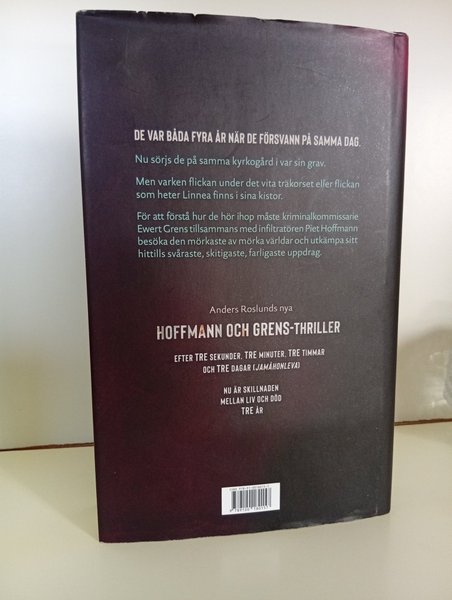 DE VAR BÅDA FYRA ÅR NÄR DE FÖRSVANN PÅ SAMMA DAG.
Nu sörjs de på samma kyrkogård i var sin grav.
Men varken flickan under det vita träkorset eller flickan
som heter Linnea finns i sina kistor.
För att förstå hur de hör ihop måste kriminalkommissarie
Ewert Grens tillsammans med infiltratören Piet Hoffmann
besöka den mörkaste av mörka världar och utkämpa sitt
hittills svåraste, skitigaste, farligaste uppdrag.
Anders Roslunds nya
HOFFMANN OCH GRENS-THRILLER
EFTER TRE SEKUNDER, TRE MINUTER, TRE TIMMAR
OCH TRE DAGAR (JAMÅHONLEVA)
NU ÄR SKILLNADEN
MELLAN LIV OCH DÖD
TRE ÅR